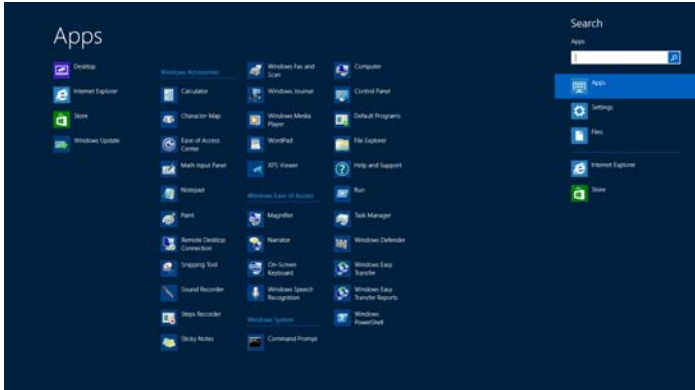 Apps
Desktop
Internet Explorer
Store
Windows Update
Windows Accessories
Calculator
Character Map
Ease of Access
Center
Math Input Panel
Notepad
Paint
Remote Desktop
Connection
Snipping Tool
Sound Recorder
Steps Recorder
Sticky Notes
Windows Fax and
Scan
Windows Journal
Windows Media
Player
WordPad
XPS Viewer
Windows Ease of Access
Magnifier
Narrator
On-Screen
Keyboard
Windows Speech
Recognition
Windows System
Command Prompt
Computer
Control Panel
Default Programs
File Explorer
Help and Support
Run
Task Manager
Windows Defender
Windows Easy
Transfer
Windows Easy
Transfer Reports
Windows
PowerShell
Search
Apps
Apps
Settings
Files
Internet Explorer
Store